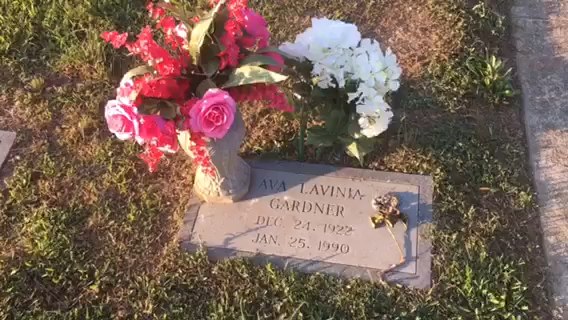 AVA LAVINIA
GARDNER
DEC. 24, 1922
JAN. 25, 1990